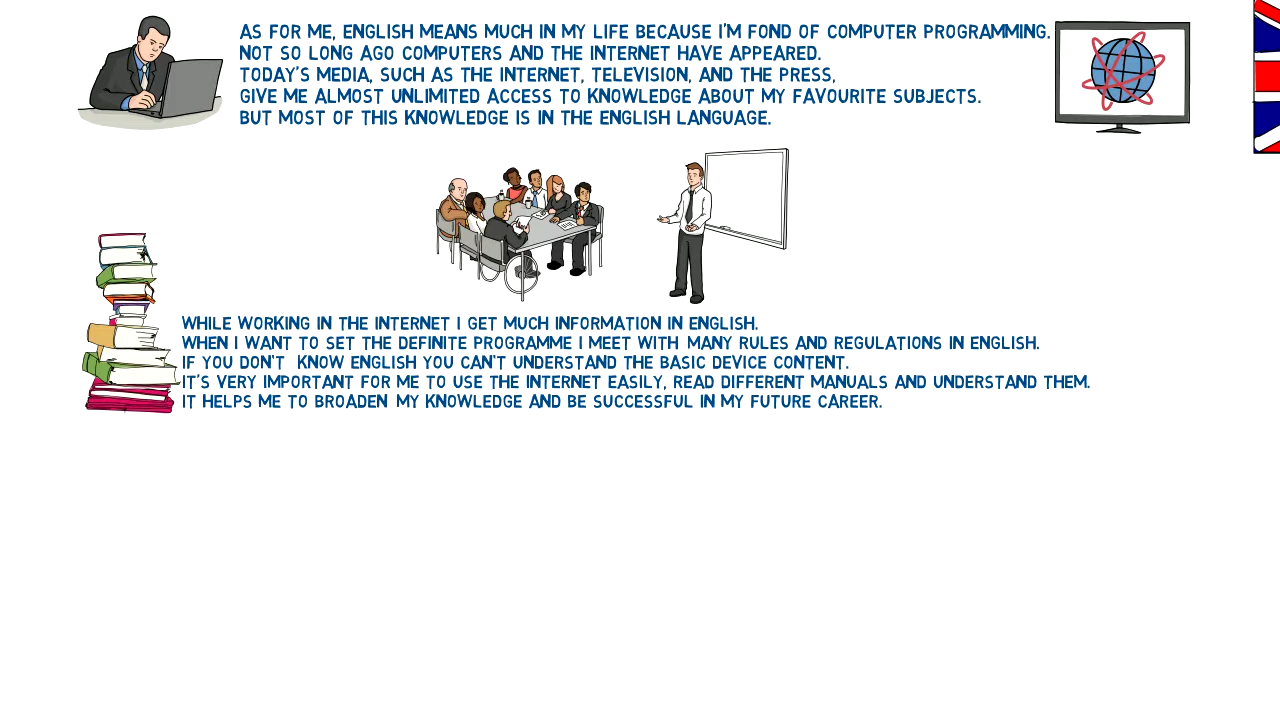 AS FOR ME, ENGLISH MEANS MUCH IN MY LIFE BECAUSE I'M FOND OF COMPUTER PROGRAMMING.
NOT SO LONG AGO COMPUTERS AND THE INTERNET HAVE APPEARED.
TODAY'S MEDIA, SUCH AS THE INTERNET, TELEVISION, AND THE PRESS,
GIVE ME ALMOST UNLIMITED ACCESS TO KNOWLEDGE ABOUT MY FAVOURITE SUBJECTS.
BUT MOST OF THIS KNOWLEDGE IS IN THE ENGLISH LANGUAGE.
WHILE WORKING IN THE INTERNET I GET MUCH INFORMATION IN ENGLISH.
WHEN I WANT TO SET THE DEFINITE PROGRAMME I MEET WITH MANY RULES AND REGULATIONS IN ENGLISH.
IF YOU DON'T KNOW ENGLISH YOU CAN'T UNDERSTAND THE BASIC DEVICE CONTENT.
IT'S VERY IMPORTANT FOR ME TO USE THE INTERNET EASILY, READ DIFFERENT MANUALS AND UNDERSTAND THEM.
IT HELPS ME TO BROADEN MY KNOWLEDGE AND BE SUCCESSFUL IN MY FUTURE CAREER.